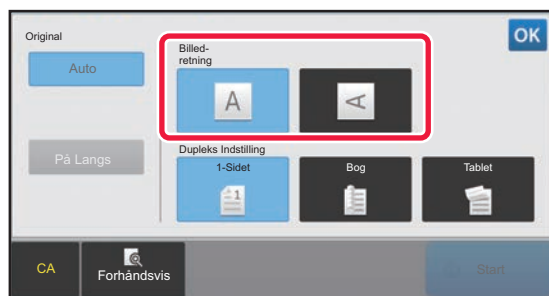 Original
OK
Billed-
retning
Auto
A
A
På Langs
Dupleks Indstilling
1-Sidet
Bog
Tablet
1
CA
Forhåndsvis
Start